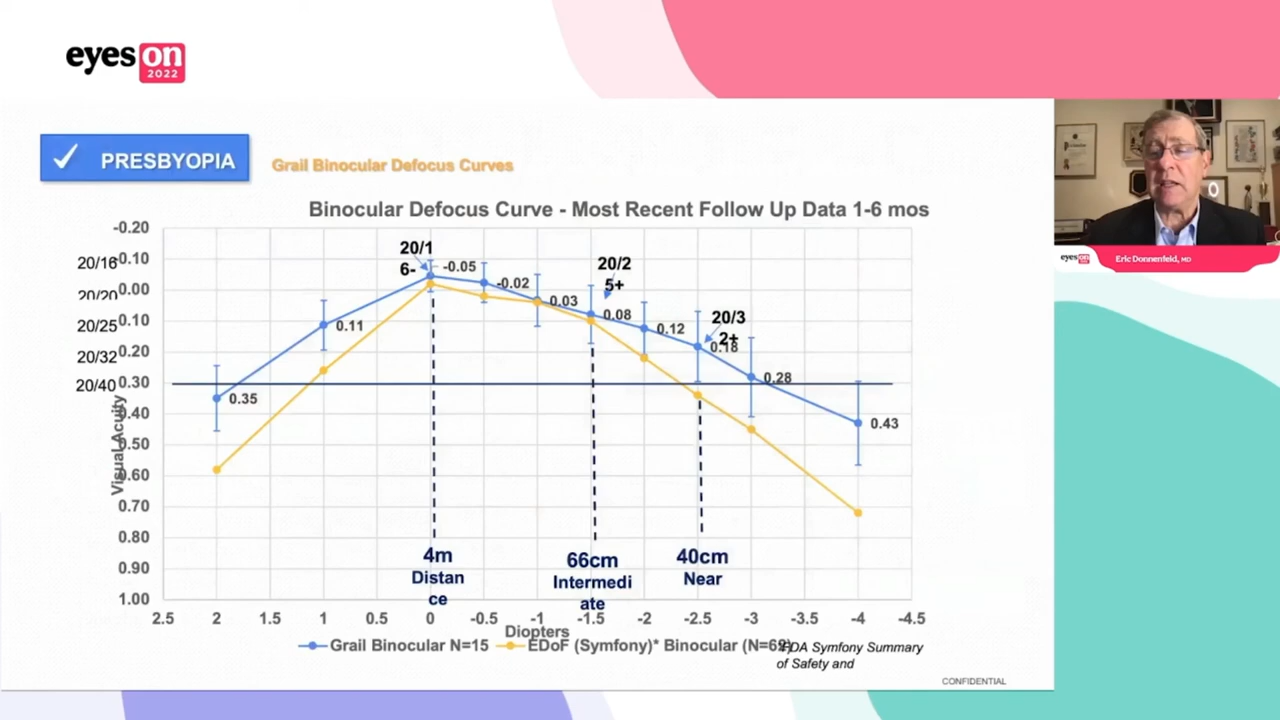 eyes on
2022
PRESBYOPIA
Grail Binocular Defocus Curves
Binocular Defocus Curve - Most Recent Follow Up Data 1-6 mos
-0.20
20/16 -0.10
20/20 0.00
20/25 0.10
20/32 0.20
20/40 0.30
0.40
0.50
0.60
0.70
0.80
0.90
1.00
Visual Acuity
20/1
6-
-0.05
-0.02
0.03
20/2
5+
0.08
0.12
20/3
2+
0.18
0.28
0.43
0.11
0.35
4m
Distan
ce
66cm
Intermedi
ate
40cm
Near
2.5 2 1.5 1 0.5 0 -0.5 -1 -1.5 -2 -2.5 -3 -3.5 -4 -4.5
Diopters
Grail Binocular N=15 EDoF (Symfony)* Binocular (N=69)
*FDA Symfony Summary
of Safety and
CONFIDENTIAL
eyes on
Eric Donnenfeld, MD